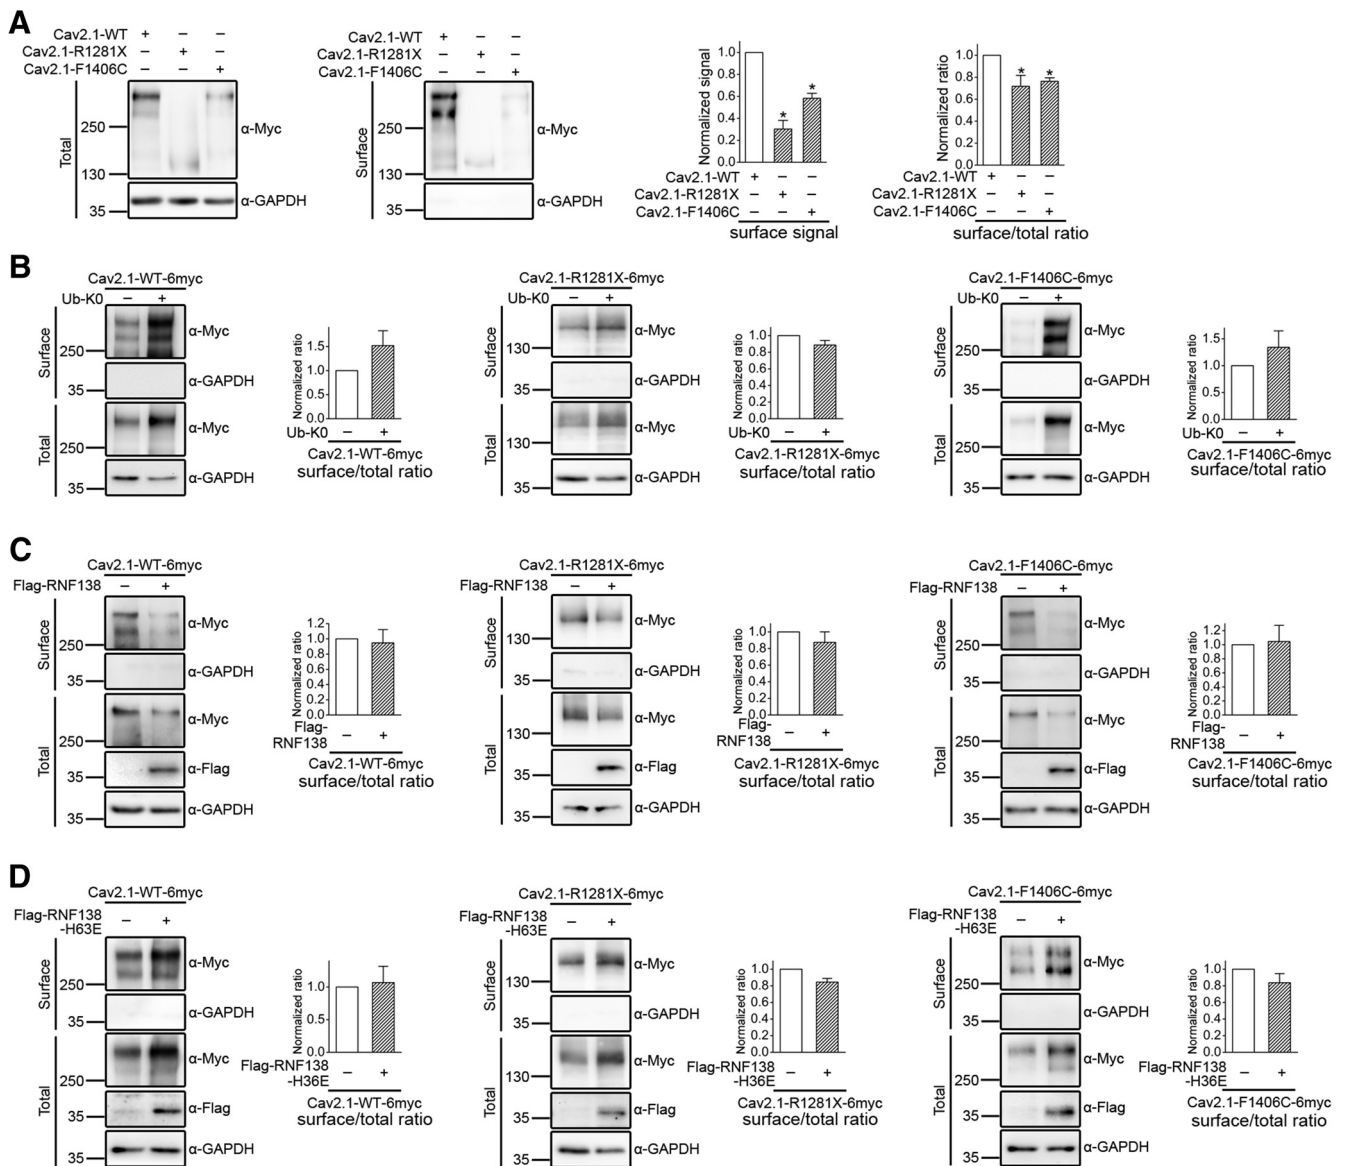 A
Cav2.1-WT + − −
Cav2.1-R1281X − + −
Cav2.1-F1406C − − +
Total
250
130
35
α-Myc
α-GAPDH
Cav2.1-WT + − −
Cav2.1-R1281X − + −
Cav2.1-F1406C − − +
Surface
250
130
35
α-Myc
α-GAPDH
Normalized signal
1.0
0.8
0.6
0.4
0.2
0.0
* *
Cav2.1-WT + − −
Cav2.1-R1281X − + −
Cav2.1-F1406C − − +
surface signal
Normalized ratio
1.0
0.8
0.6
0.4
0.2
0.0
* *
Cav2.1-WT + − −
Cav2.1-R1281X − + −
Cav2.1-F1406C − − +
surface/total ratio
B
Cav2.1-WT-6myc
Ub-K0 − +
Surface
250
α-Myc
35
α-GAPDH
Total
250
α-Myc
35
α-GAPDH
Normalized ratio
1.5
1.0
0.5
0.0
Ub-K0 − +
Cav2.1-WT-6myc
surface/total ratio
Cav2.1-R1281X-6myc
Ub-K0 − +
Surface
130
α-Myc
35
α-GAPDH
Total
130
α-Myc
35
α-GAPDH
Normalized ratio
1.0
0.8
0.6
0.4
0.2
0.0
Ub-K0 − +
Cav2.1-R1281X-6myc
surface/total ratio
Cav2.1-F1406C-6myc
Ub-K0 − +
Surface
250
α-Myc
35
α-GAPDH
Total
250
α-Myc
35
α-GAPDH
Normalized ratio
1.5
1.0
0.5
0.0
Ub-K0 − +
Cav2.1-F1406C-6myc
surface/total ratio
C
Cav2.1-WT-6myc
Flag-RNF138 − +
Surface
250
α-Myc
35
α-GAPDH
Total
250
α-Myc
35
α-Flag
35
α-GAPDH
Normalized ratio
1.2
1.0
0.8
0.6
0.4
0.2
0.0
Flag-
RNF138 − +
Cav2.1-WT-6myc
surface/total ratio
Cav2.1-R1281X-6myc
Flag-RNF138 − +
Surface
130
α-Myc
35
α-GAPDH
Total
130
α-Myc
35
α-Flag
35
α-GAPDH
Normalized ratio
1.0
0.8
0.6
0.4
0.2
0.0
Flag-
RNF138 − +
Cav2.1-R1281X-6myc
surface/total ratio
Cav2.1-F1406C-6myc
Flag-RNF138 − +
Surface
250
α-Myc
35
α-GAPDH
Total
250
α-Myc
35
α-Flag
35
α-GAPDH
Normalized ratio
1.2
1.0
0.8
0.6
0.4
0.2
0.0
Flag-
RNF138 − +
Cav2.1-F1406C-6myc
surface/total ratio
D
Cav2.1-WT-6myc
Flag-RNF138
-H63E − +
Surface
250
α-Myc
35
α-GAPDH
Total
250
α-Myc
35
α-Flag
35
α-GAPDH
Normalized ratio
1.0
0.5
0.0
Flag-RNF138
-H36E − +
Cav2.1-WT-6myc
surface/total ratio
Cav2.1-R1281X-6myc
Flag-RNF138
-H63E − +
Surface
130
α-Myc
35
α-GAPDH
Total
130
α-Myc
35
α-Flag
35
α-GAPDH
Normalized ratio
1.0
0.8
0.6
0.4
0.2
0.0
Flag-RNF138
-H36E − +
Cav2.1-R1281X-6myc
surface/total ratio
Cav2.1-F1406C-6myc
Flag-RNF138
-H63E − +
Surface
250
α-Myc
35
α-GAPDH
Total
250
α-Myc
35
α-Flag
35
α-GAPDH
Normalized ratio
1.0
0.8
0.6
0.4
0.2
0.0
Flag-RNF138
-H36E − +
Cav2.1-F1406C-6myc
surface/total ratio